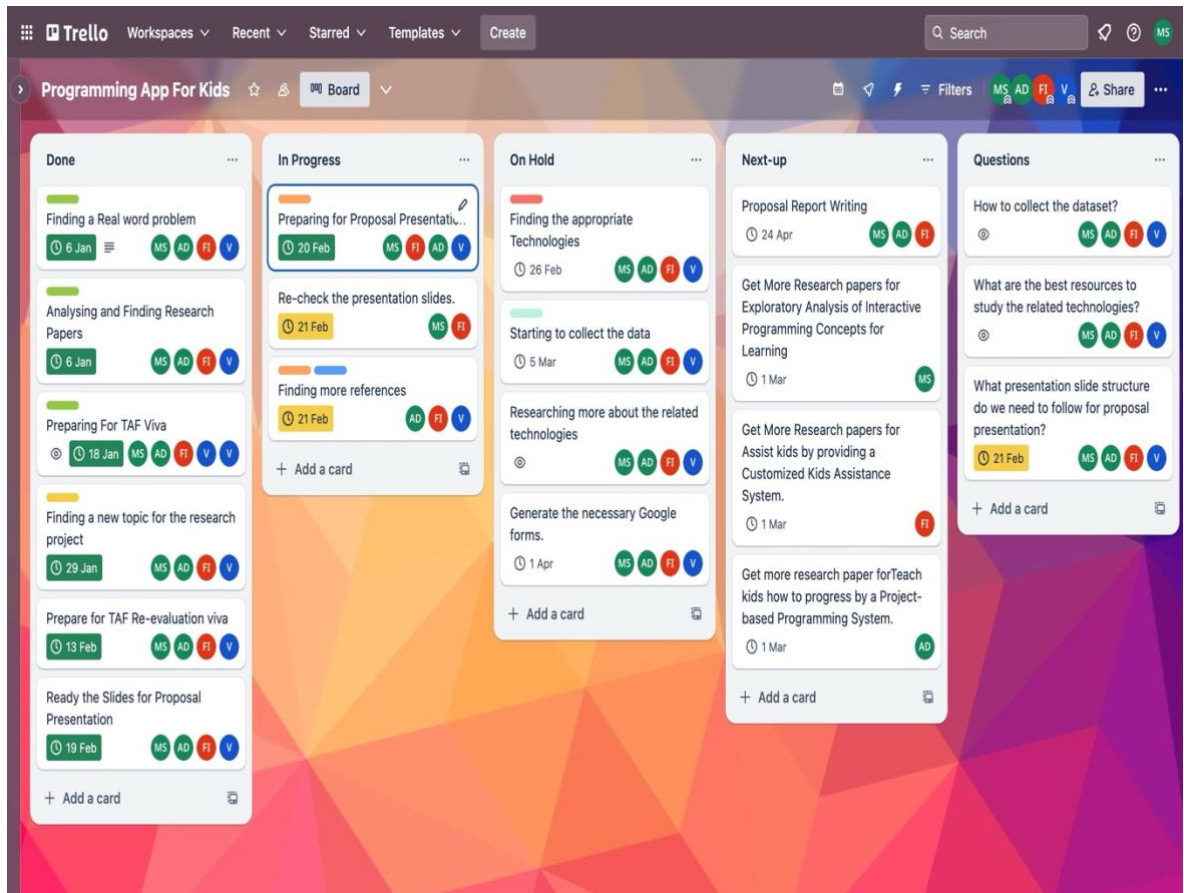 Trello Workspaces Recent Starred Templates Create Search MS
Programming App For Kids Board Filters MS AD FI V Share
Done
Finding a Real word problem
6 Jan MS AD FI V
Analysing and Finding Research
Papers
6 Jan MS AD FI V
Preparing For TAF Viva
18 Jan MS AD FI V V
Finding a new topic for the research
project
29 Jan MS AD FI V
Prepare for TAF Re-evaluation viva
13 Feb MS AD FI V
Ready the Slides for Proposal
Presentation
19 Feb MS AD FI V
+ Add a card
In Progress
Preparing for Proposal Presentatic..
20 Feb MS FI AD V
Re-check the presentation slides.
21 Feb MS FI
Finding more references
21 Feb AD FI V
+ Add a card
On Hold
Finding the appropriate
Technologies
26 Feb MS AD FI V
Starting to collect the data
5 Mar MS AD FI V
Researching more about the related
technologies
MS AD FI V
Generate the necessary Google
forms.
1 Apr MS AD FI V
+ Add a card
Next-up
Proposal Report Writing
24 Apr MS AD FI
Get More Research papers for
Exploratory Analysis of Interactive
Programming Concepts for
Learning
1 Mar MS
Get More Research papers for
Assist kids by providing a
Customized Kids Assistance
System.
1 Mar FI
Get more research paper forTeach
kids how to progress by a Project-
based Programming System.
1 Mar AD
+ Add a card
Questions
How to collect the dataset?
MS AD FI V
What are the best resources to
study the related technologies?
MS AD FI V
What presentation slide structure
do we need to follow for proposal
presentation?
21 Feb MS AD FI V
+ Add a card